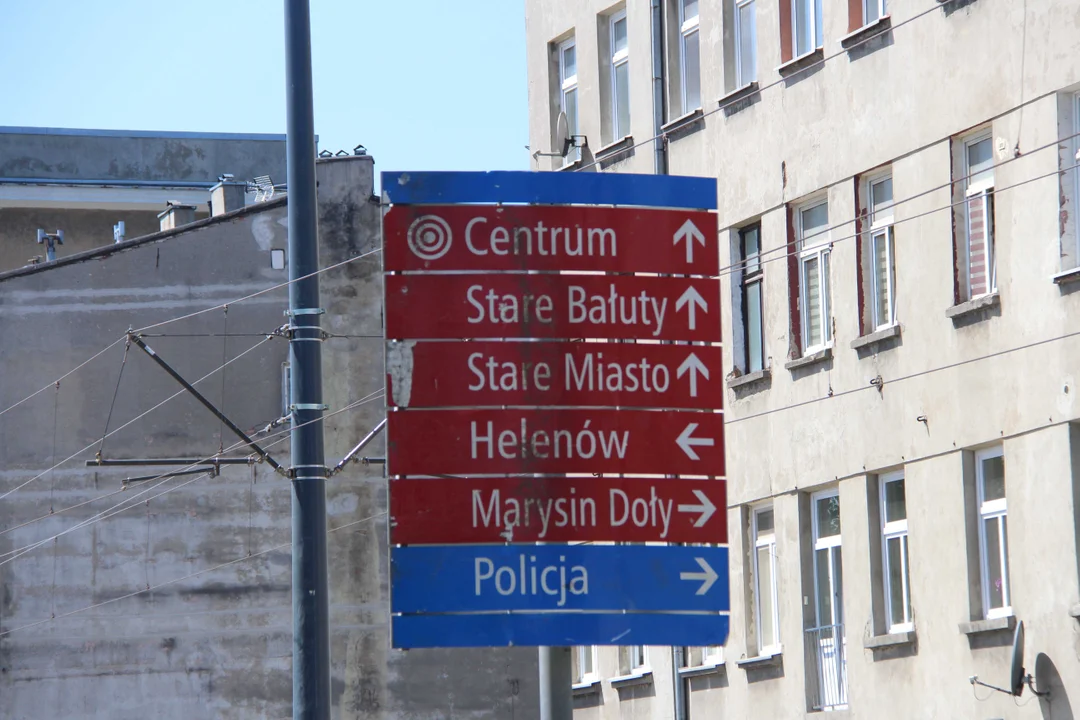 Centrum ↑
Stare Bałuty ↑
Stare Miasto ↑
Helenów ←
Marysin Doły →
Policja →